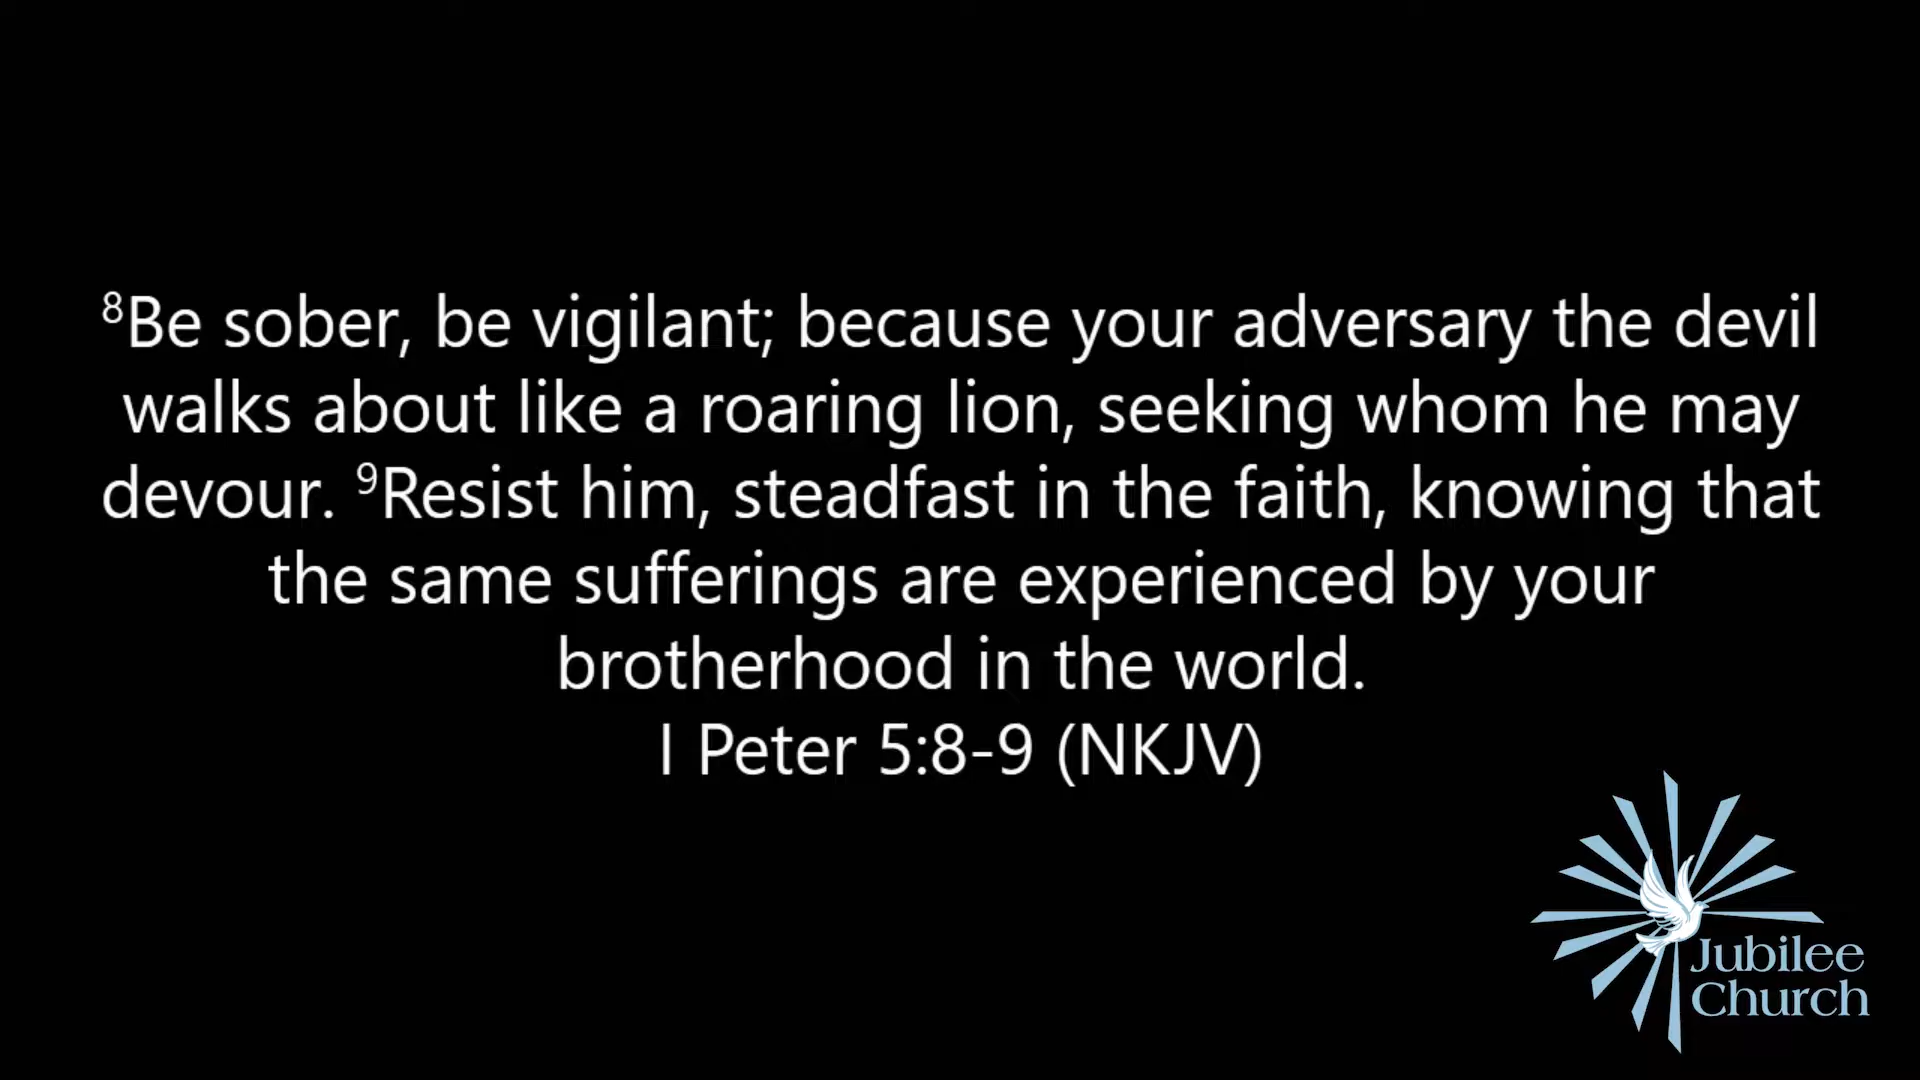 ⁸Be sober, be vigilant; because your adversary the devil
walks about like a roaring lion, seeking whom he may
devour. ⁹Resist him, steadfast in the faith, knowing that
the same sufferings are experienced by your
brotherhood in the world.
I Peter 5:8-9 (NKJV)
Jubilee
Church